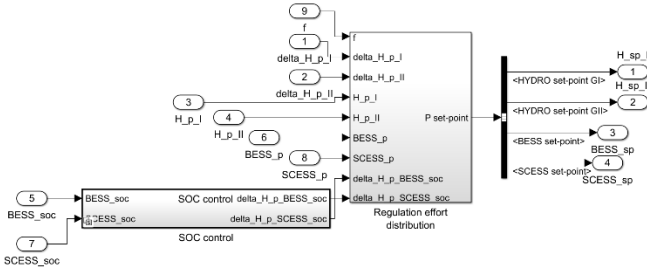 9
f
1
delta_H_p_I
2
delta_H_p_II
3
H_p_I
4
H_p_II
6
BESS_p
8
SCESS_p
f
delta_H_p_I
delta_H_p_II
H_p_I
H_p_II
BESS_p
SCESS_p
delta_H_p_BESS_soc
delta_H_p_SCESS_soc
P set-point
Regulation effort
distribution
<HYDRO set-point GI>
<HYDRO set-point GII>
<BESS set-point>
<SCESS set-point>
1
2
H_sp_I
3
BESS_sp
4
SCESS_sp
5
BESS_soc
7
SCESS_soc
BESS_soc
SOC control
delta_H_p_BESS_soc
delta_H_p_SCESS_soc
SOC control